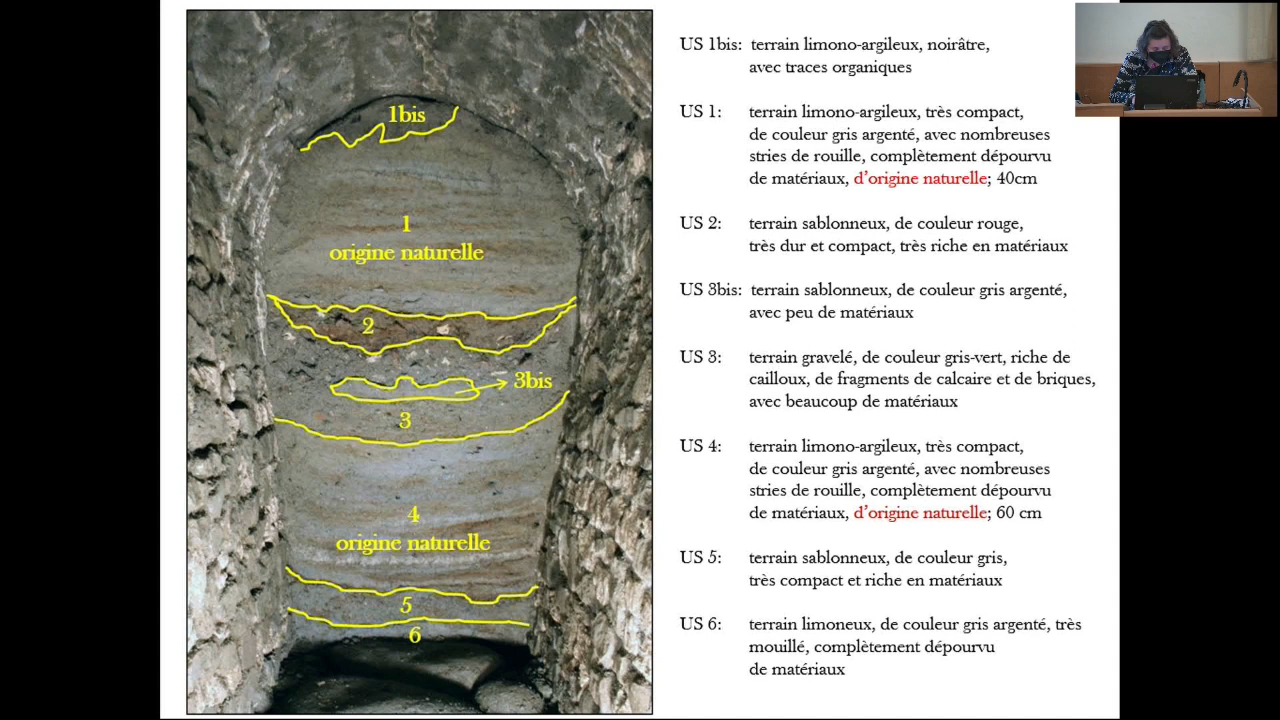 1bis
1
origine naturelle
2
3bis
3
4
origine naturelle
5
6
US 1bis: terrain limono-argileux, noirâtre,
avec traces organiques
US 1: terrain limono-argileux, très compact,
de couleur gris argenté, avec nombreuses
stries de rouille, complètement dépourvu
de matériaux, d'origine naturelle; 40cm
US 2: terrain sablonneux, de couleur rouge,
très dur et compact, très riche en matériaux
US 3bis: terrain sablonneux, de couleur gris argenté,
avec peu de matériaux
US 3: terrain gravelé, de couleur gris-vert, riche de
cailloux, de fragments de calcaire et de briques,
avec beaucoup de matériaux
US 4: terrain limono-argileux, très compact,
de couleur gris argenté, avec nombreuses
stries de rouille, complètement dépourvu
de matériaux, d'origine naturelle; 60 cm
US 5: terrain sablonneux, de couleur gris,
très compact et riche en matériaux
US 6: terrain limoneux, de couleur gris argenté, très
mouillé, complètement dépourvu
de matériaux